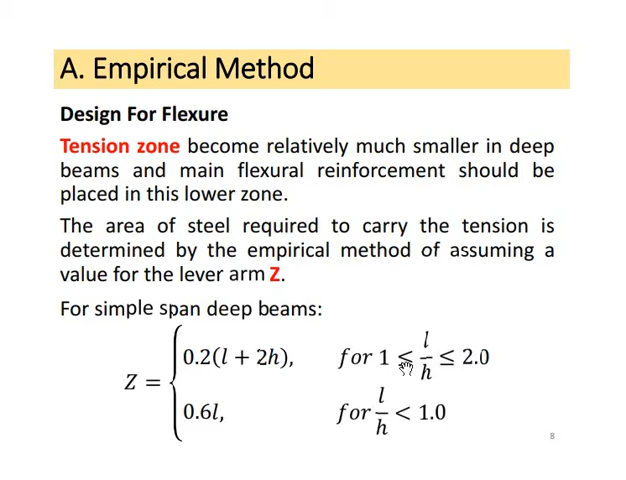 A. Empirical Method
Design For Flexure
Tension zone become relatively much smaller in deep
beams and main flexural reinforcement should be
placed in this lower zone.
The area of steel required to carry the tension is
determined by the empirical method of assuming a
value for the lever arm Z.
For simple span deep beams:
Z = { 0.2(l + 2h), for 1 ≤ l/h ≤ 2.0
0.6l, for l/h < 1.0
8